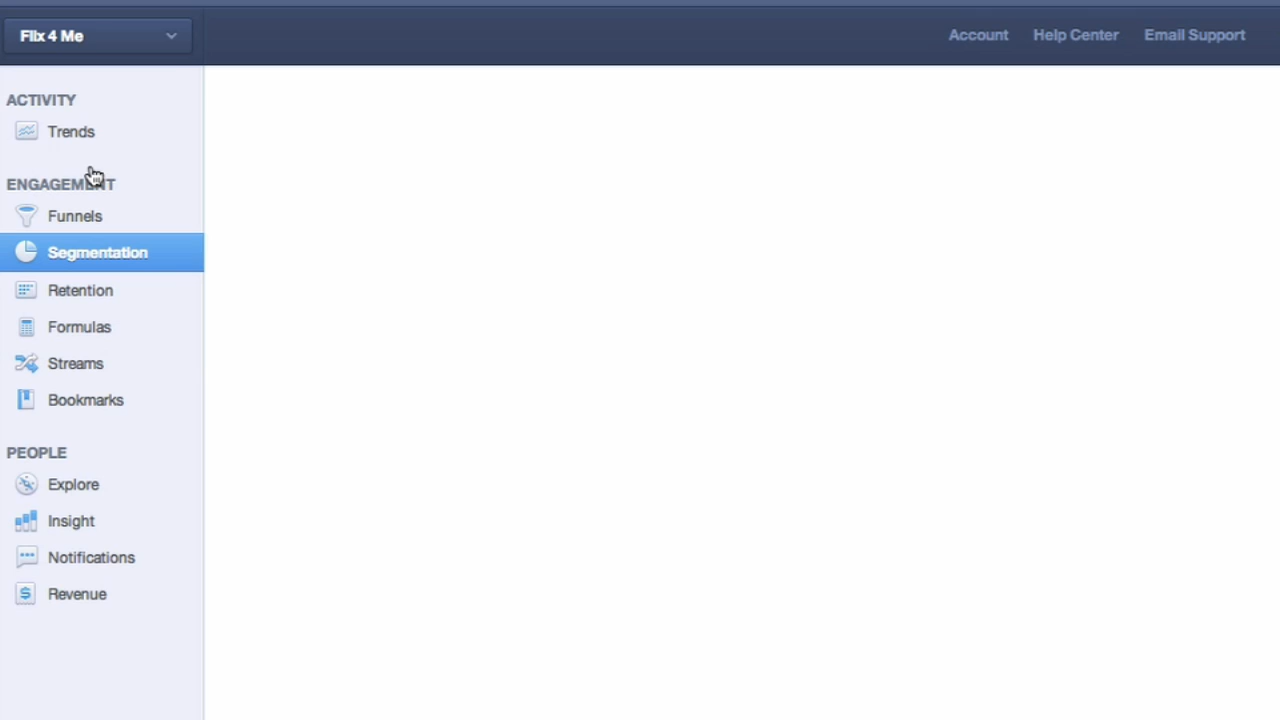 Flix 4 Me
Account Help Center Email Support
ACTIVITY
Trends
ENGAGEMENT
Funnels
Segmentation
Retention
Formulas
Streams
Bookmarks
PEOPLE
Explore
Insight
Notifications
Revenue